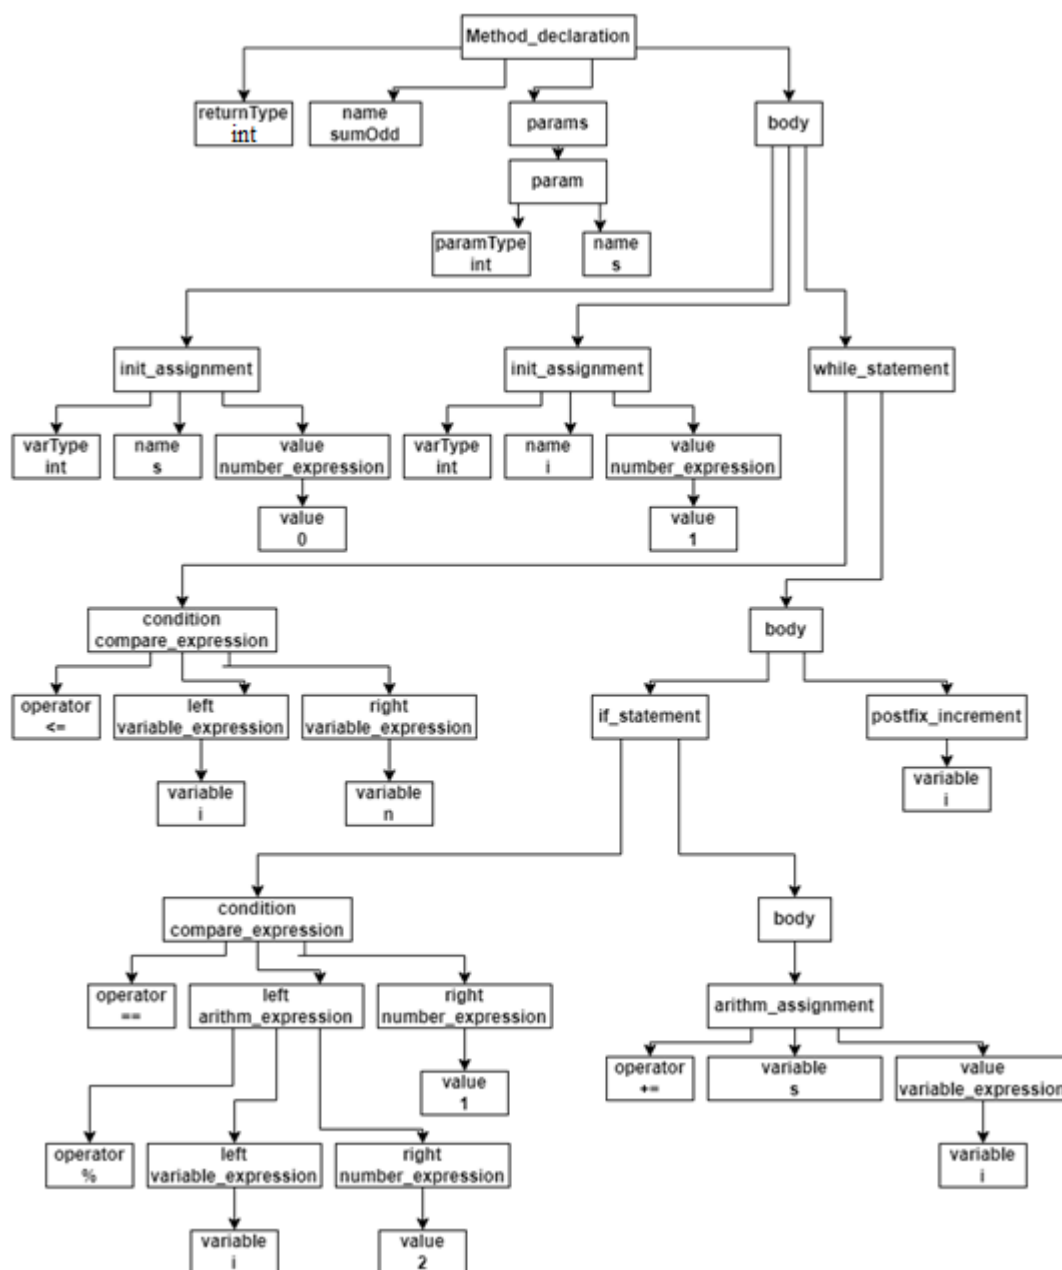 Method_declaration
returnType
int
name
sumOdd
params
body
param
paramType
int
name
s
init_assignment
init_assignment
while_statement
varType
int
name
s
value
number_expression
varType
int
name
i
value
number_expression
value
0
value
1
condition
compare_expression
body
operator
<=
left
variable_expression
right
variable_expression
if_statement
postfix_increment
variable
i
variable
n
variable
i
condition
compare_expression
body
operator
==
left
arithm_expression
right
number_expression
arithm_assignment
operator
+=
variable
s
value
variable_expression
value
1
operator
%
left
variable_expression
right
number_expression
variable
i
variable
i
value
2